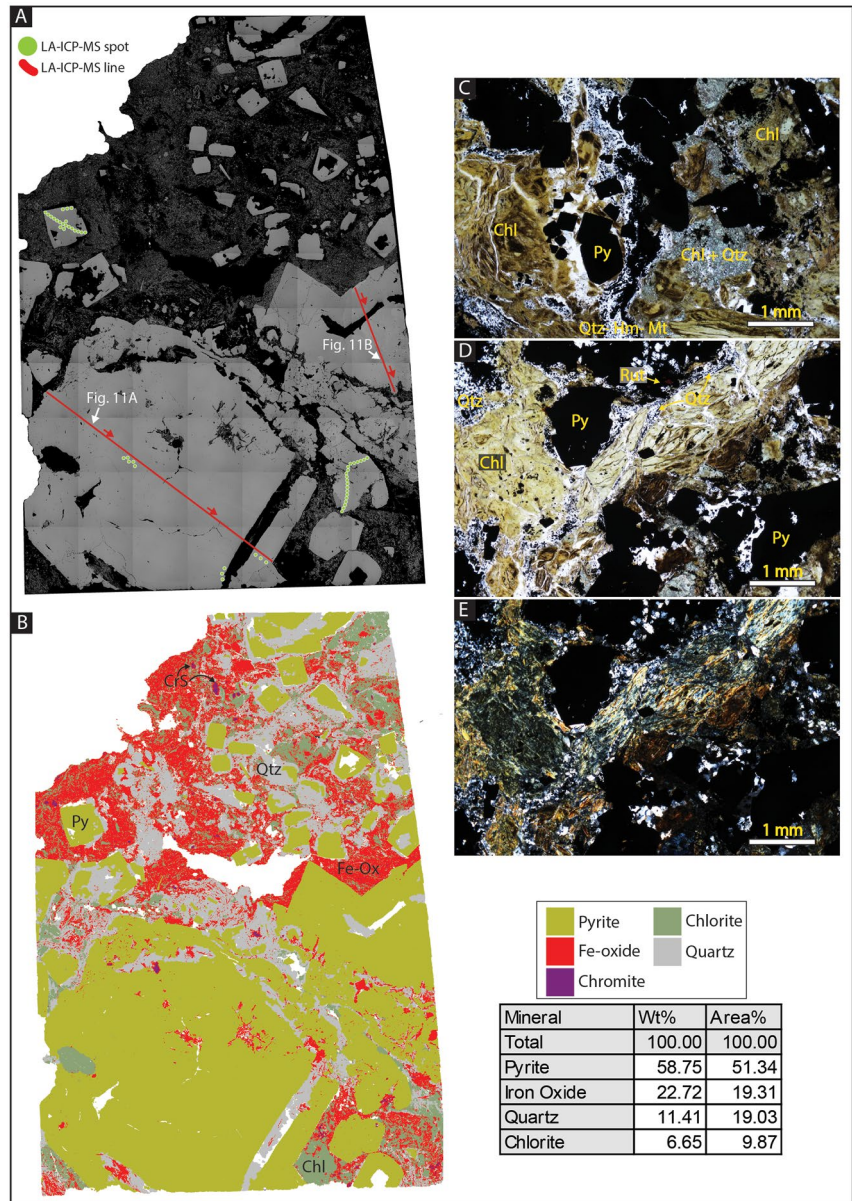 A
LA-ICP-MS spot
LA-ICP-MS line
Fig. 11B
Fig. 11A
B
CrS
Qtz
Py
Fe-Ox
Chl
C
Chl
Chl
Py
Chl + Qtz
1 mm
Qtz- Hm- Mt
D
Rut
Qtz
Qtz
Py
Chl
Py
1 mm
E
1 mm
Pyrite
Chlorite
Fe-oxide
Quartz
Chromite
Mineral Wt% Area%
Total 100.00 100.00
Pyrite 58.75 51.34
Iron Oxide 22.72 19.31
Quartz 11.41 19.03
Chlorite 6.65 9.87